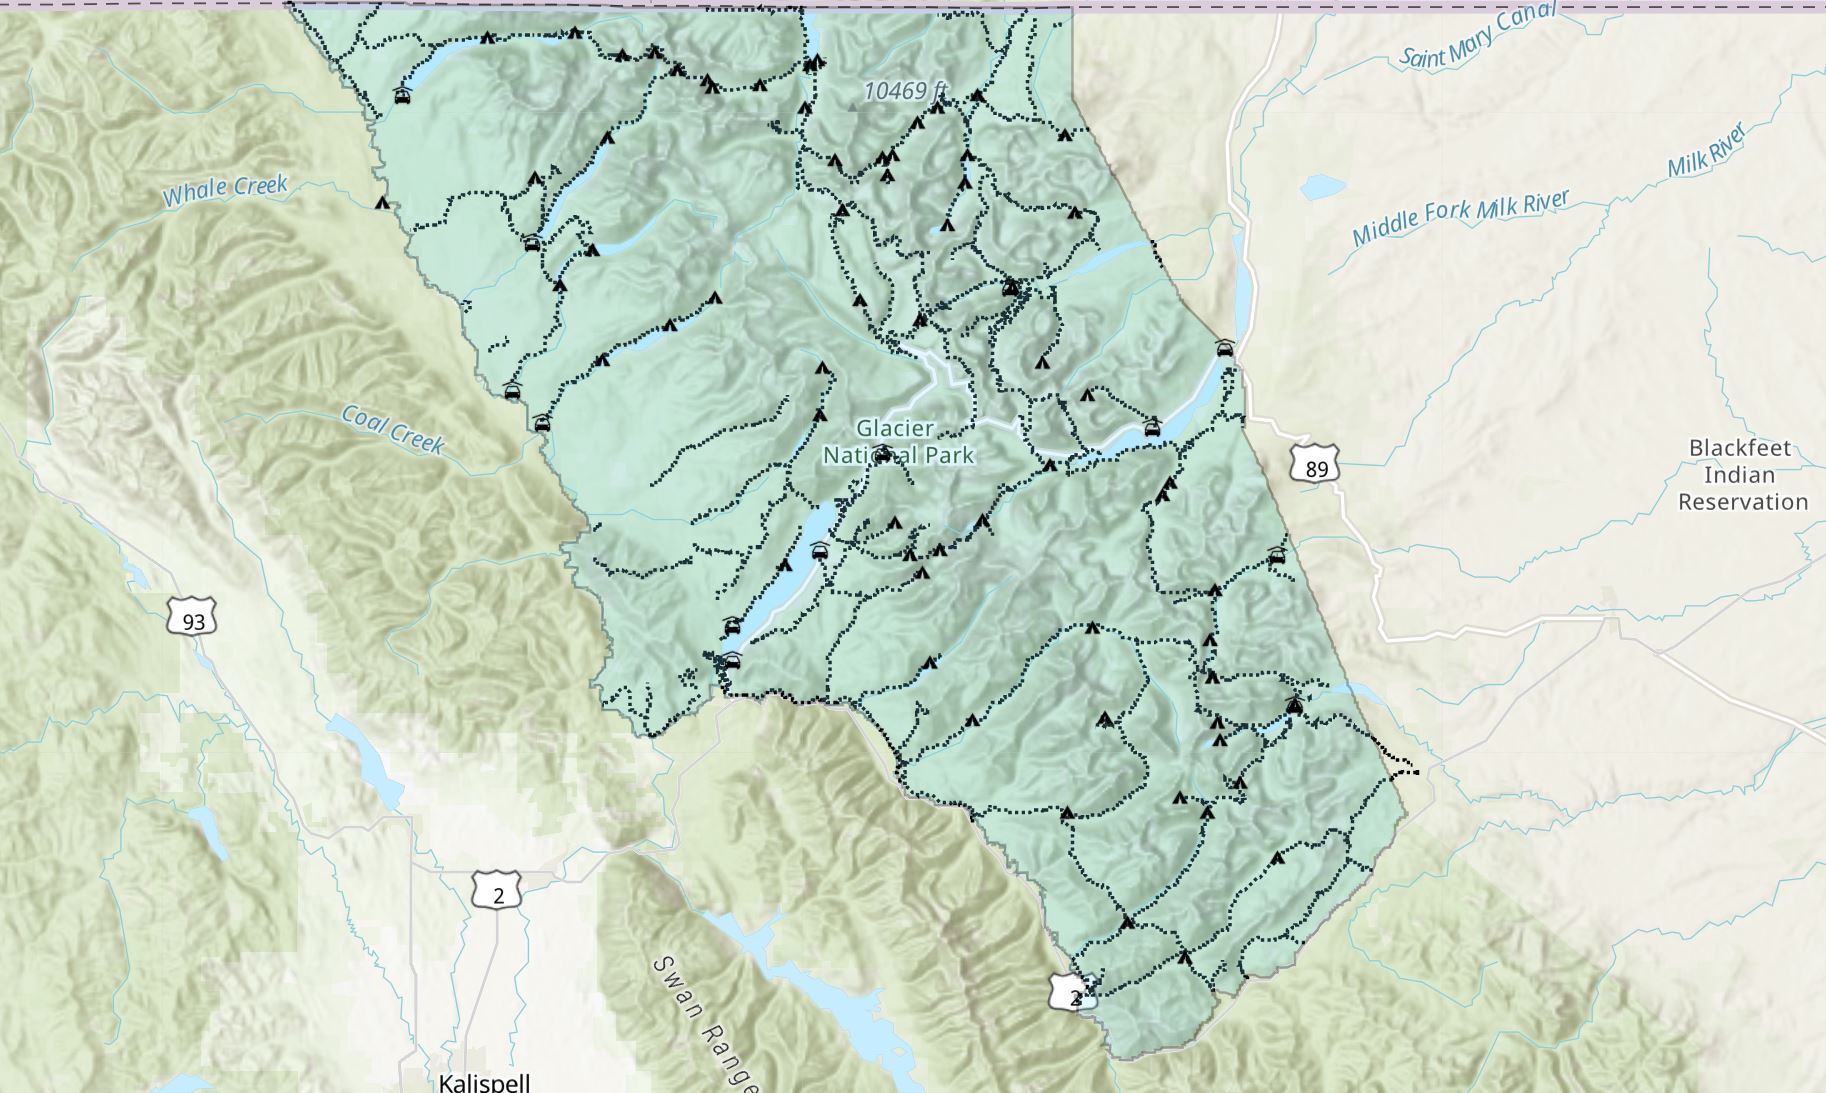 Saint Mary Canal
10469 ft
Milk River
Whale Creek
Middle Fork Milk River
Coal Creek
Glacier
National Park
89
Blackfeet
Indian
Reservation
93
2
Swan Range
2
Kalispell